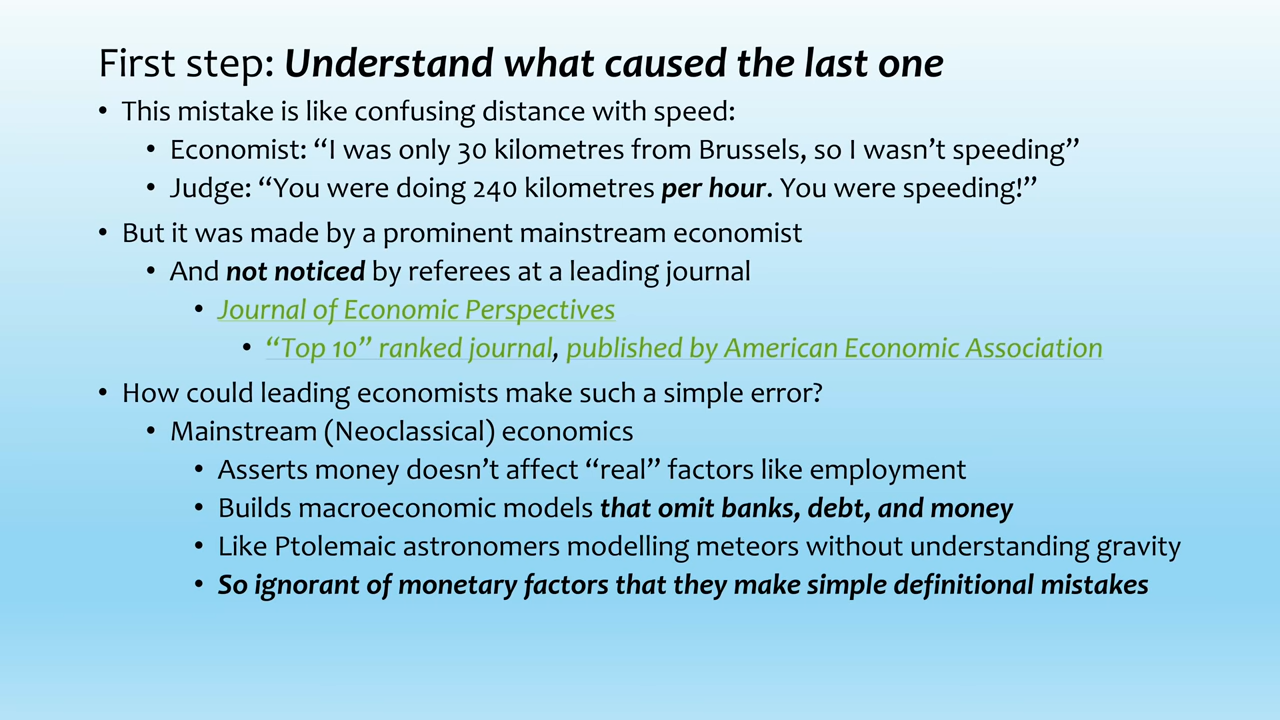 First step: Understand what caused the last one
• This mistake is like confusing distance with speed:
• Economist: “I was only 30 kilometres from Brussels, so I wasn’t speeding”
• Judge: “You were doing 240 kilometres per hour. You were speeding!”
• But it was made by a prominent mainstream economist
• And not noticed by referees at a leading journal
• Journal of Economic Perspectives
• “Top 10” ranked journal, published by American Economic Association
• How could leading economists make such a simple error?
• Mainstream (Neoclassical) economics
• Asserts money doesn’t affect “real” factors like employment
• Builds macroeconomic models that omit banks, debt, and money
• Like Ptolemaic astronomers modelling meteors without understanding gravity
• So ignorant of monetary factors that they make simple definitional mistakes